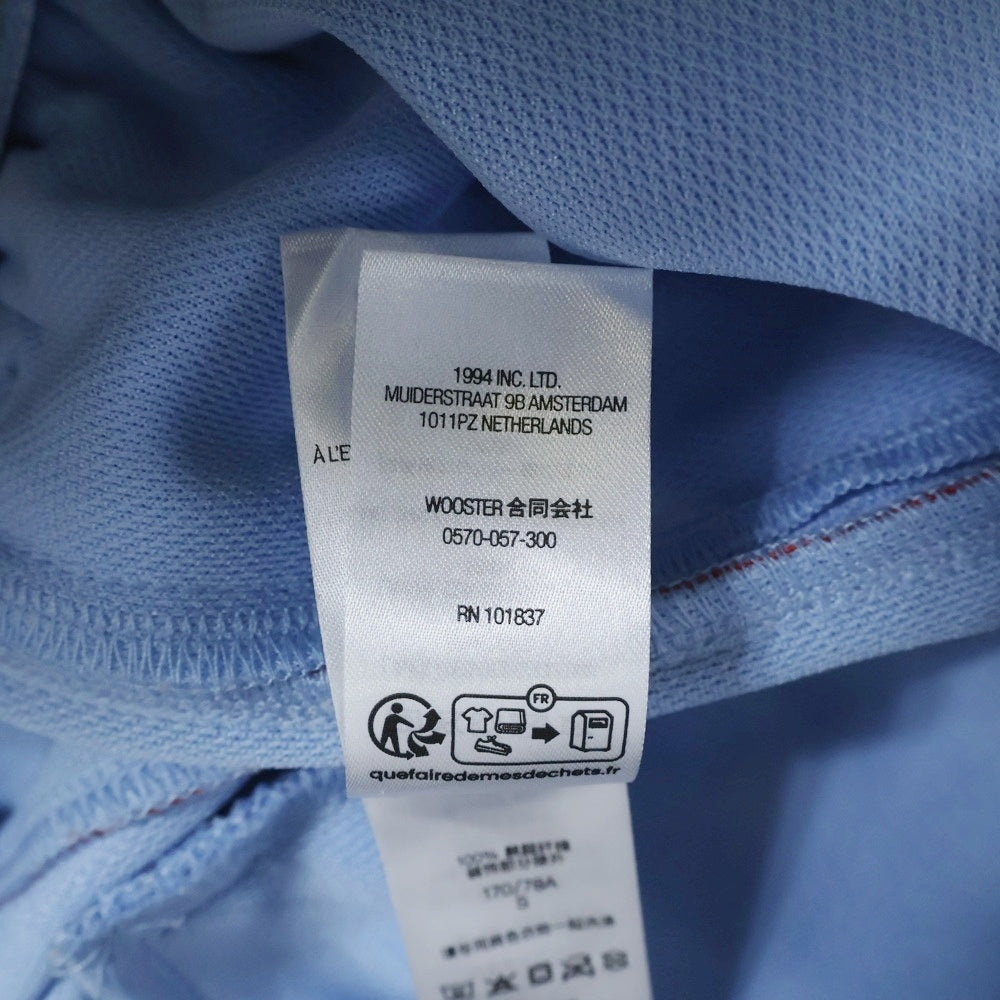 1994 INC. LTD.
MUIDERSTRAAT 9B AMSTERDAM
1011PZ NETHERLANDS
À L'E
WOOSTER 合同会社
0570-057-300
RN 101837
FR
quefairedemesdechets.fr
100%
170/78A
S